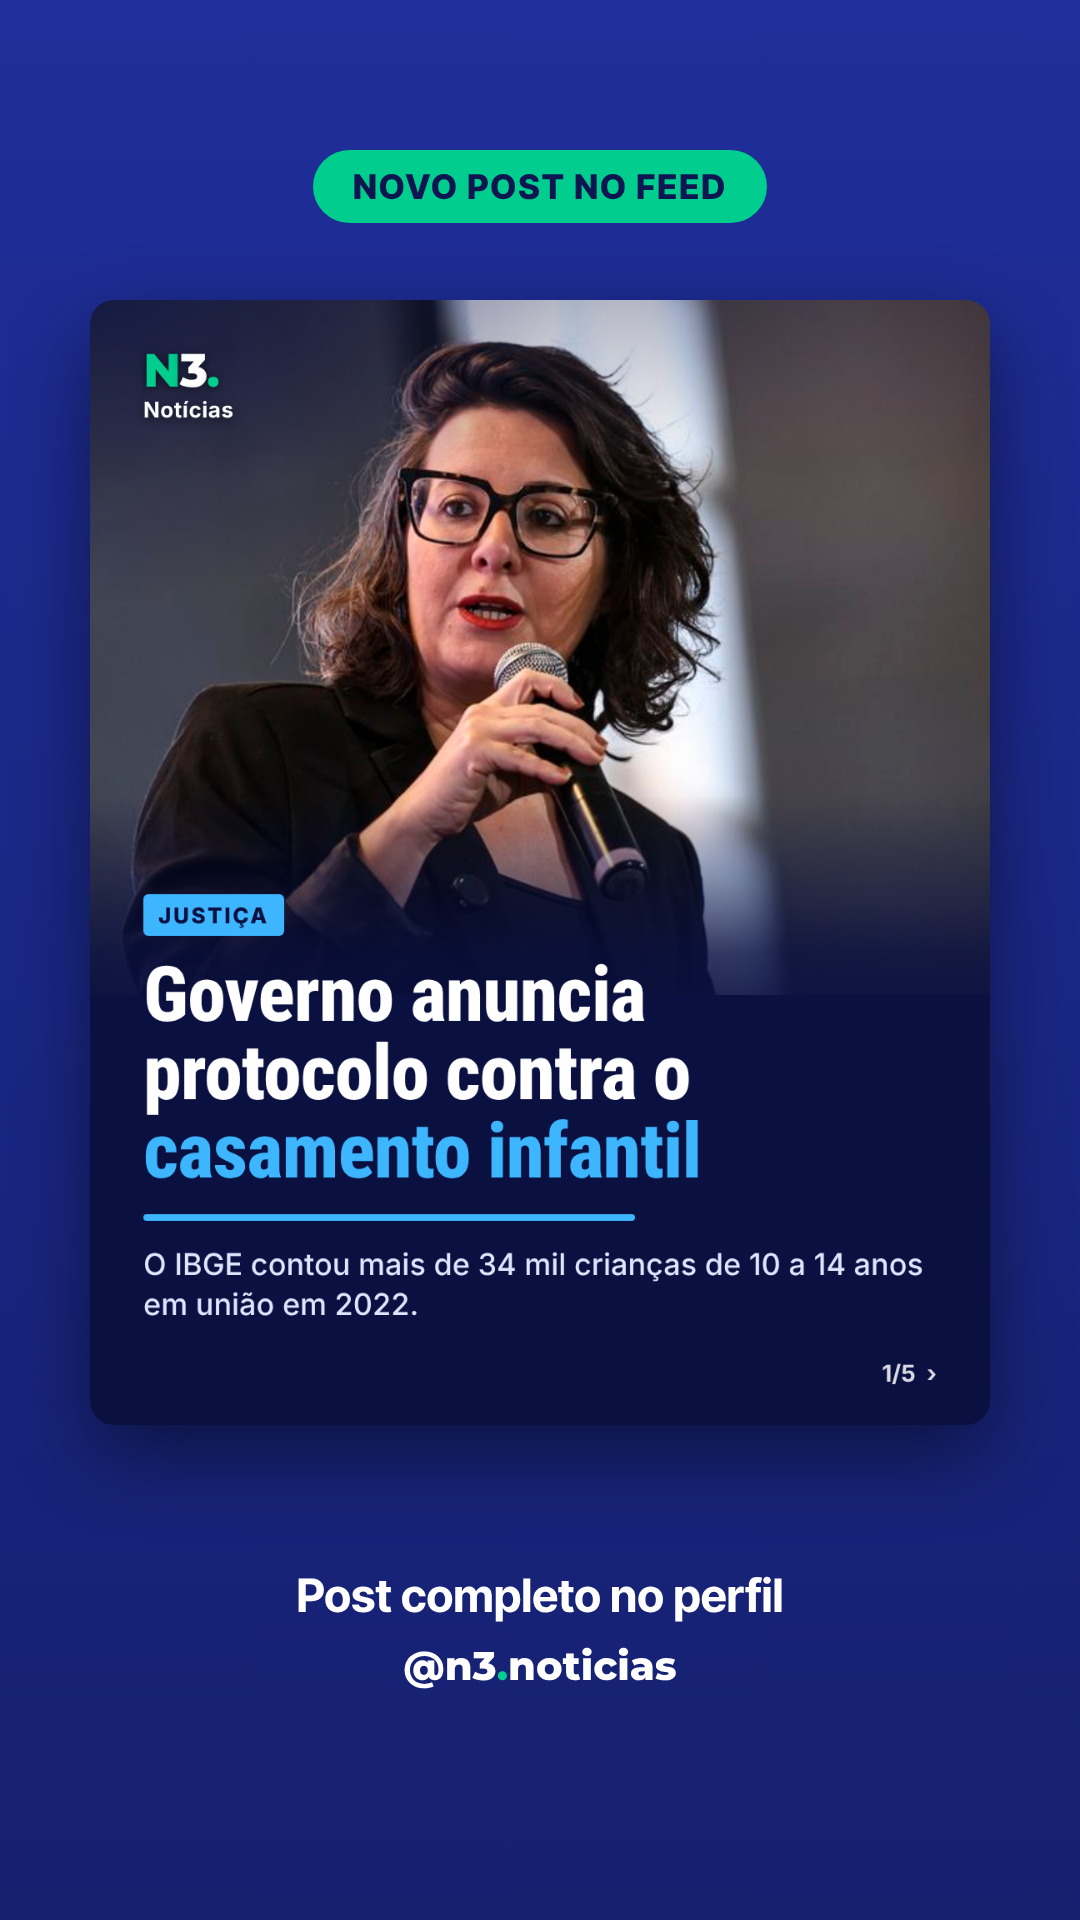 NOVO POST NO FEED
N3.
Notícias
JUSTIÇA
Governo anuncia
protocolo contra o
casamento infantil
O IBGE contou mais de 34 mil crianças de 10 a 14 anos
em união em 2022.
1/5 ›
Post completo no perfil
@n3.noticias